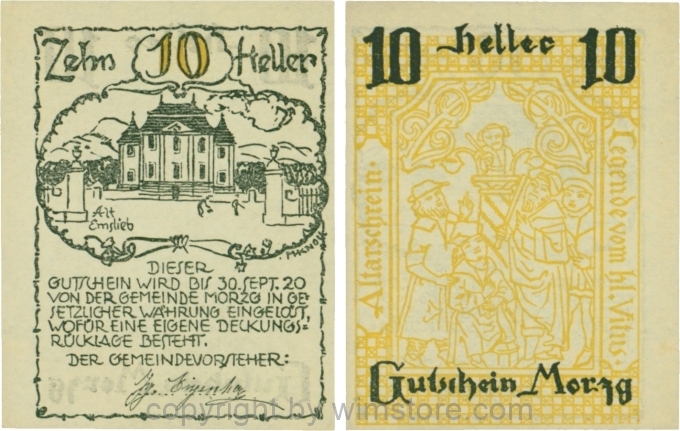 Zehn 10 Heller
Alt
Emslieb
DIESER
GUTSCHEIN WIRD BIS 30. SEPT. 20
VON DER GEMEINDE MORZG IN GE-
SETZLICHER WÄHRUNG EINGELÖST,
WOFÜR EINE EIGENE DECKUNGS-
RÜCKLAGE BESTEHT.
DER GEMEINDEVORSTEHER:
10 Heller 10
Altarschrein.
Legende vom hl. Vitus.
Gutschein Morzg
copyright by wimstore.com